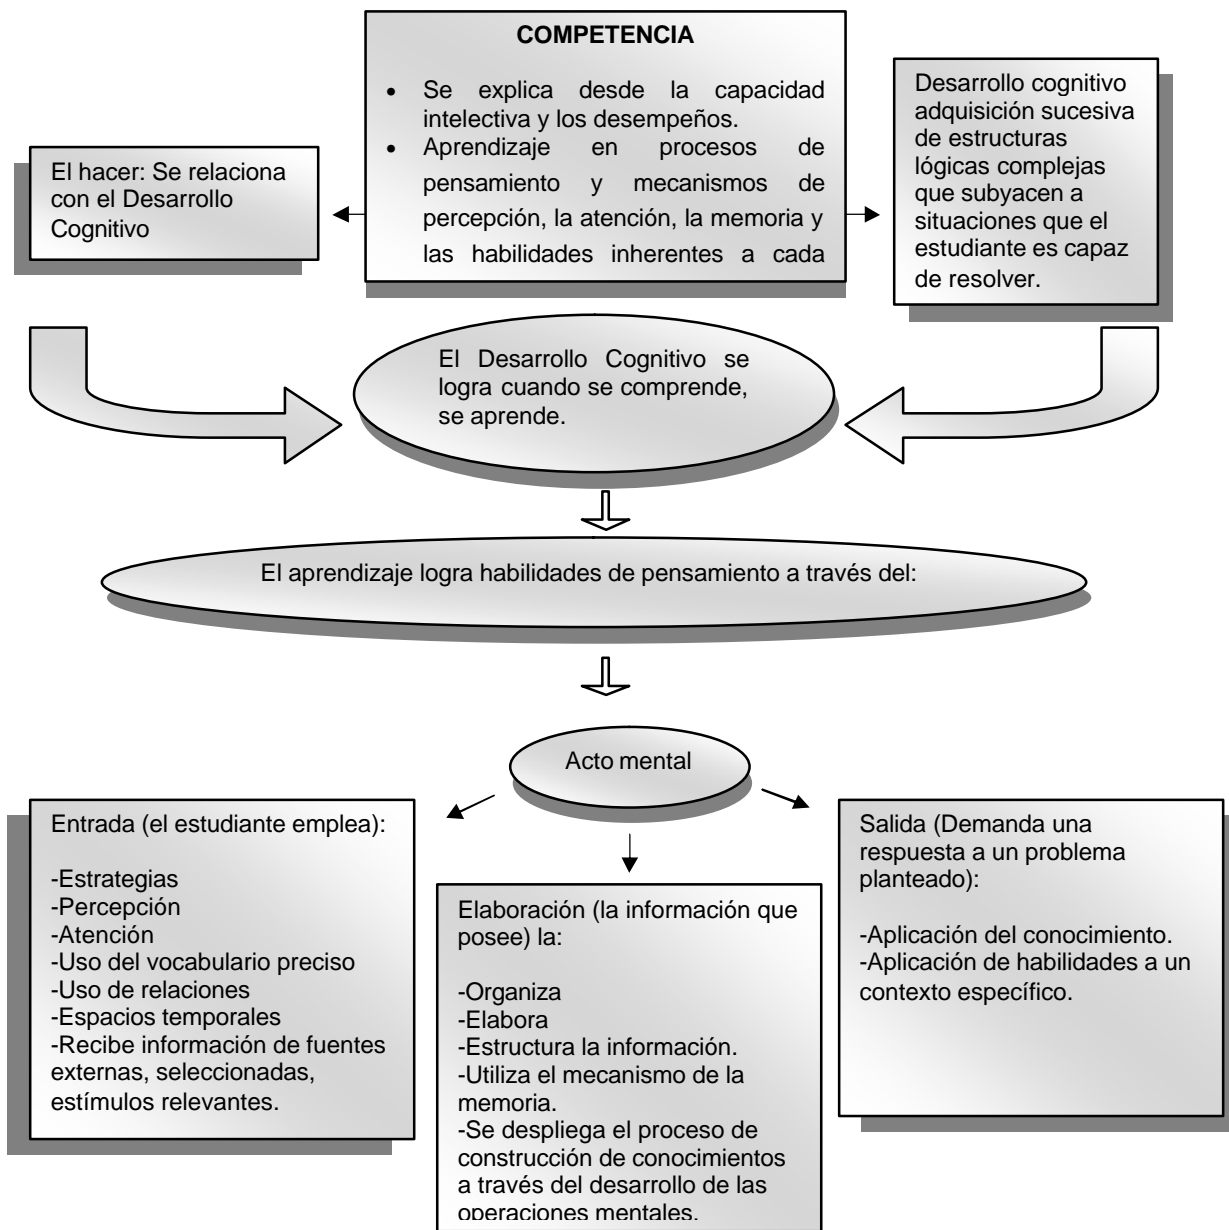 COMPETENCIA
• Se explica desde la capacidad
intelectiva y los desempeños.
• Aprendizaje en procesos de
pensamiento y mecanismos de
percepción, la atención, la memoria y
las habilidades inherentes a cada
El hacer: Se relaciona
con el Desarrollo
Cognitivo
Desarrollo cognitivo
adquisición sucesiva
de estructuras
lógicas complejas
que subyacen a
situaciones que el
estudiante es capaz
de resolver.
El Desarrollo Cognitivo se
logra cuando se comprende,
se aprende.
El aprendizaje logra habilidades de pensamiento a través del:
Acto mental
Entrada (el estudiante emplea):
-Estrategias
-Percepción
-Atención
-Uso del vocabulario preciso
-Uso de relaciones
-Espacios temporales
-Recibe información de fuentes
externas, seleccionadas,
estímulos relevantes.
Elaboración (la información que
posee) la:
-Organiza
-Elabora
-Estructura la información.
-Utiliza el mecanismo de la
memoria.
-Se despliega el proceso de
construcción de conocimientos
a través del desarrollo de las
operaciones mentales.
Salida (Demanda una
respuesta a un problema
planteado):
-Aplicación del conocimiento.
-Aplicación de habilidades a un
contexto específico.